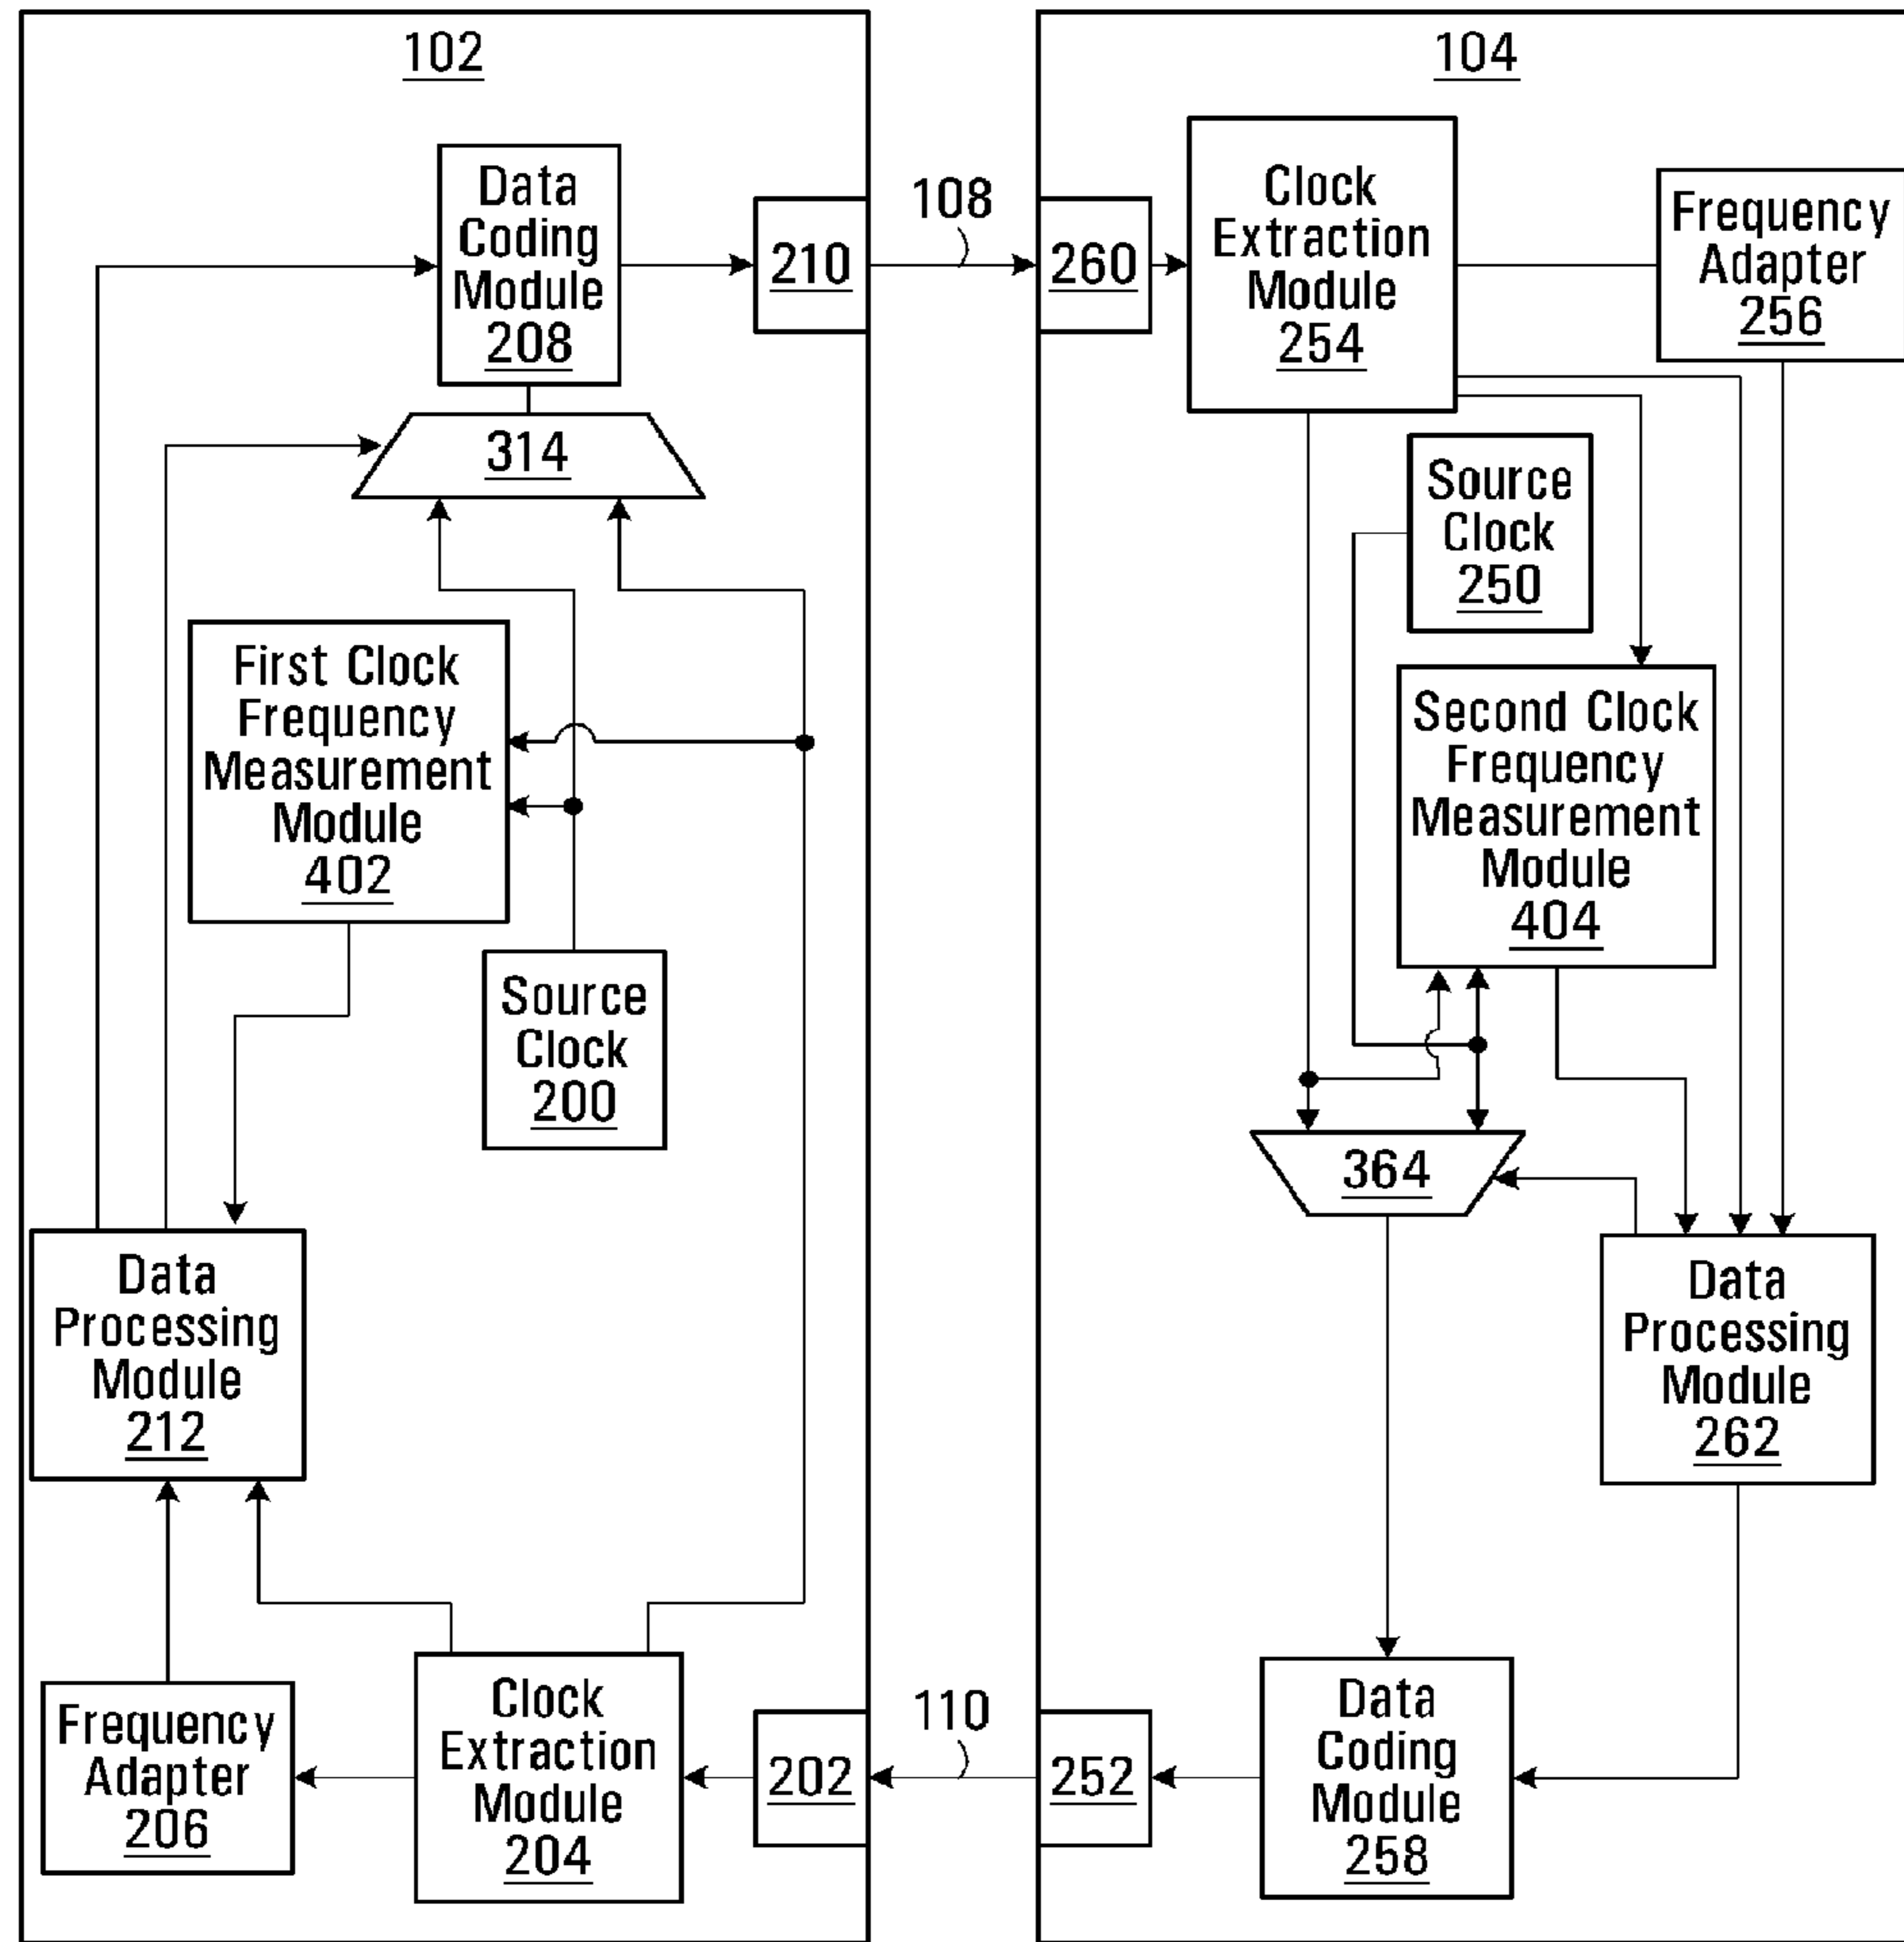 102
Data
Coding
Module
208
210
314
First Clock
Frequency
Measurement
Module
402
Source
Clock
200
Data
Processing
Module
212
Frequency
Adapter
206
Clock
Extraction
Module
204
202
108
110
104
260
Clock
Extraction
Module
254
Frequency
Adapter
256
Source
Clock
250
Second Clock
Frequency
Measurement
Module
404
364
Data
Processing
Module
262
252
Data
Coding
Module
258